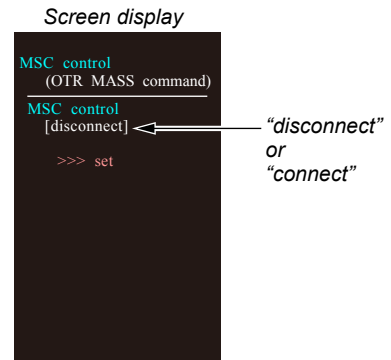 Screen display
MSC control
(OTR MASS command)
MSC control
[disconnect]
>>> set
“disconnect”
or
“connect”